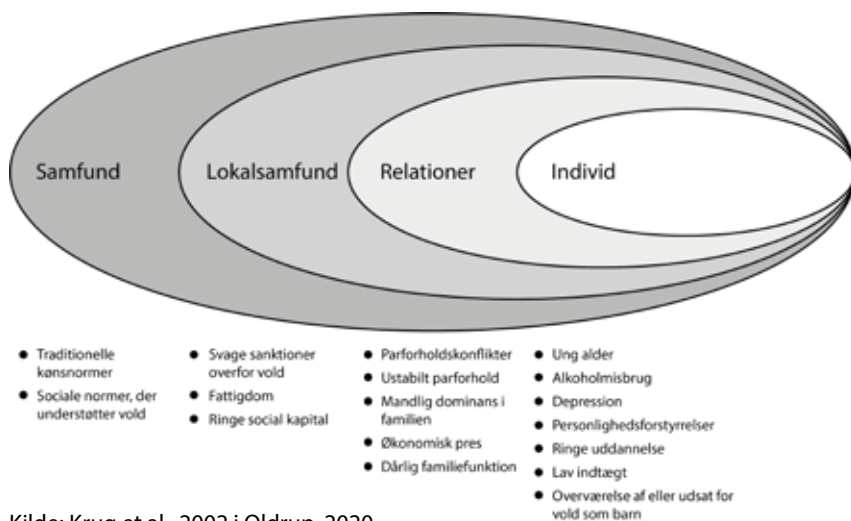 Samfund
Lokalsamfund
Relationer
Individ
● Traditionelle
kønsnormer
● Sociale normer, der
understøtter vold
● Svage sanktioner
overfor vold
● Fattigdom
● Ringe social kapital
● Parforholdskonflikter
● Ustabilt parforhold
● Mandlig dominans i
familien
● Økonomisk pres
● Dårlig familiefunktion
● Ung alder
● Alkoholmisbrug
● Depression
● Personlighedsforstyrrelser
● Ringe uddannelse
● Lav indtægt
● Overværelse af eller udsat for
vold som barn
Kilde: Krug et al., 2002 i Oldrup, 2020